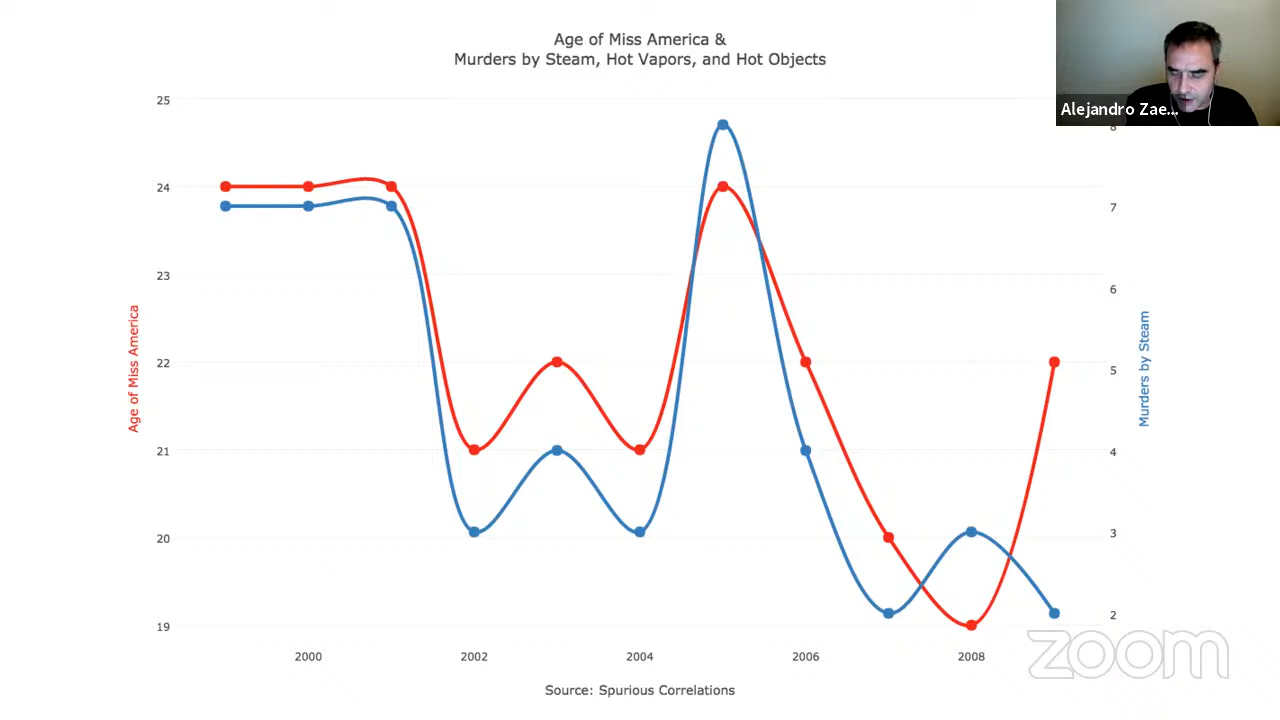 Age of Miss America &
Murders by Steam, Hot Vapors, and Hot Objects
Alejandro Zae...
25
24
23
22
21
20
19
Age of Miss America
8
7
6
5
4
3
2
Murders by Steam
2000
2002
2004
2006
2008
Source: Spurious Correlations
zoom